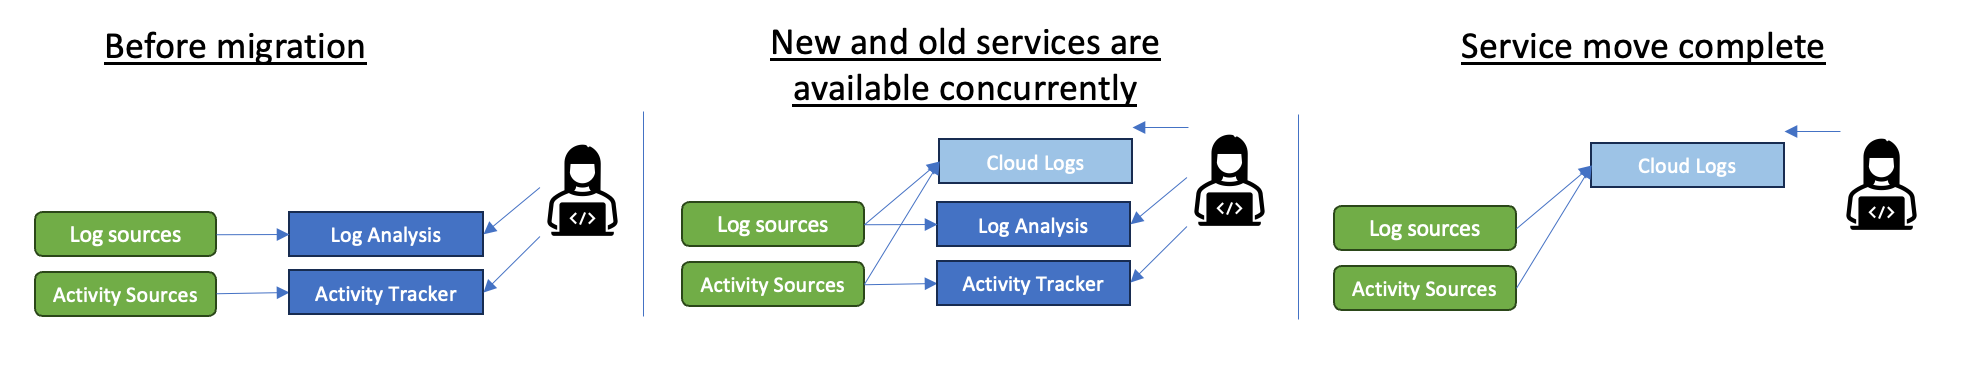 Before migration
Log sources
Log Analysis
Activity Sources
Activity Tracker
</>
New and old services are
available concurrently
Cloud Logs
Log sources
Log Analysis
Activity Sources
Activity Tracker
</>
Service move complete
Cloud Logs
Log sources
Activity Sources
</>